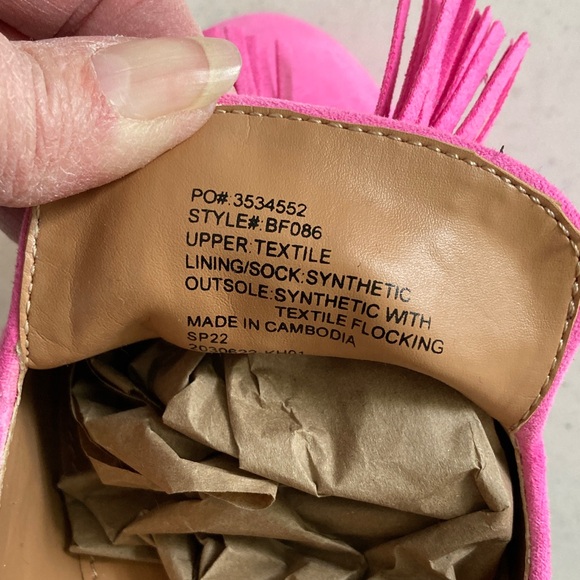 PO#:3534552
STYLE#:BF086
UPPER:TEXTILE
LINING/SOCK:SYNTHETIC
OUTSOLE:SYNTHETIC WITH
TEXTILE FLOCKING
MADE IN CAMBODIA
SP22